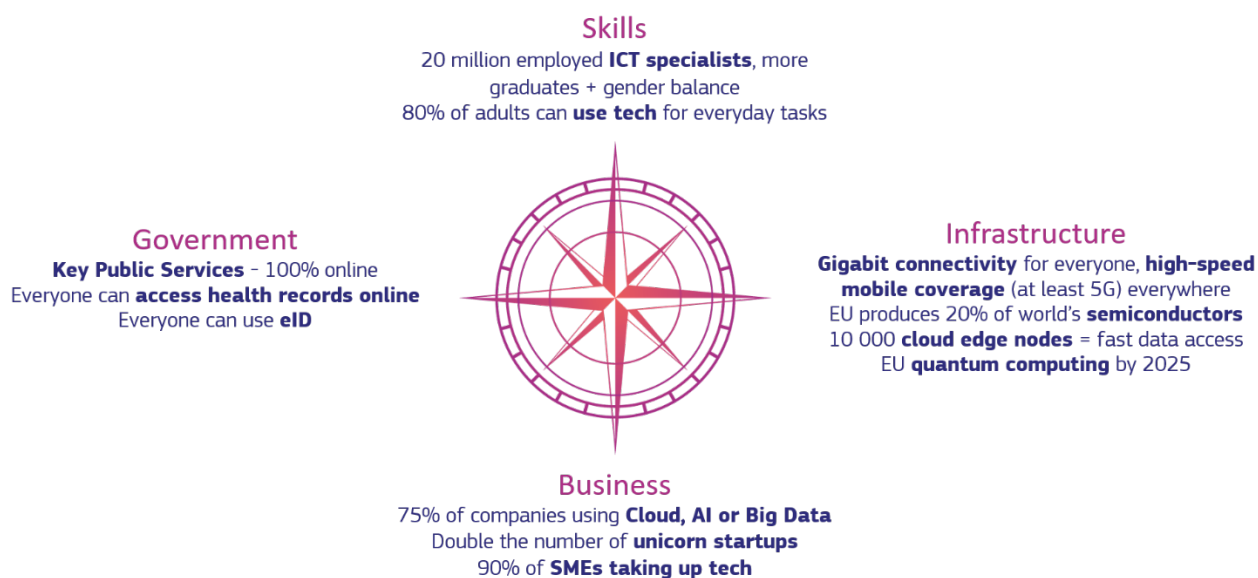 Skills
20 million employed ICT specialists, more
graduates + gender balance
80% of adults can use tech for everyday tasks
Government
Key Public Services - 100% online
Everyone can access health records online
Everyone can use eID
Infrastructure
Gigabit connectivity for everyone, high-speed
mobile coverage (at least 5G) everywhere
EU produces 20% of world's semiconductors
10 000 cloud edge nodes = fast data access
EU quantum computing by 2025
Business
75% of companies using Cloud, AI or Big Data
Double the number of unicorn startups
90% of SMEs taking up tech